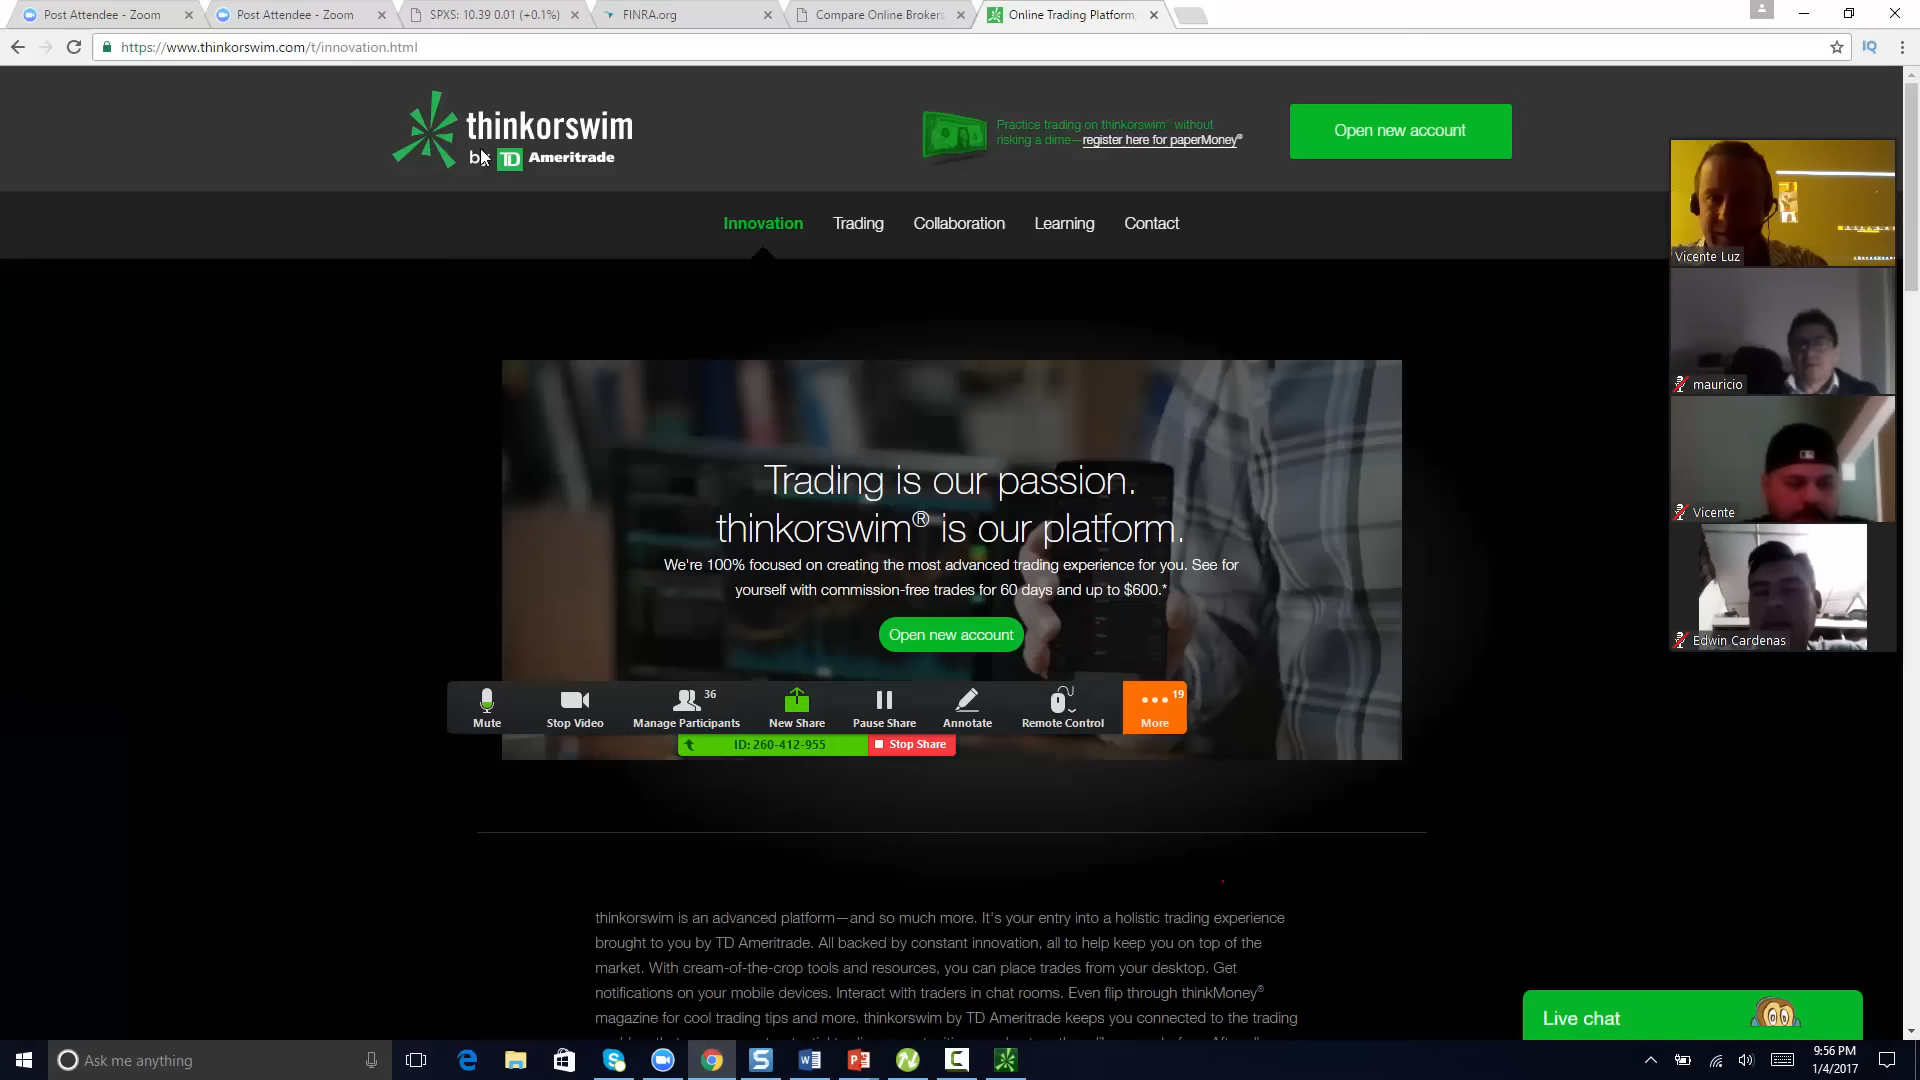 Post Attendee - Zoom
Post Attendee - Zoom
SPXS: 10.39 0.01 (+0.1%)
FINRA.org
Compare Online Brokers
Online Trading Platform,
https://www.thinkorswim.com/t/innovation.html
IQ
thinkorswim
by TD Ameritrade
Practice trading on thinkorswim® without
risking a dime—register here for paperMoney®
Open new account
Innovation
Trading
Collaboration
Learning
Contact
Vicente Luz
mauricio
Vicente
Edwin Cardenas
Trading is our passion.
thinkorswim® is our platform.
We're 100% focused on creating the most advanced trading experience for you. See for
yourself with commission-free trades for 60 days and up to $600.*
Open new account
Mute
Stop Video
36
Manage Participants
New Share
Pause Share
Annotate
Remote Control
19
More
ID: 260-412-955
Stop Share
thinkorswim is an advanced platform—and so much more. It's your entry into a holistic trading experience
brought to you by TD Ameritrade. All backed by constant innovation, all to help keep you on top of the
market. With cream-of-the-crop tools and resources, you can place trades from your desktop. Get
notifications on your mobile devices. Interact with traders in chat rooms. Even flip through thinkMoney®
magazine for cool trading tips and more. thinkorswim by TD Ameritrade keeps you connected to the trading
Live chat
Ask me anything
9:56 PM
1/4/2017